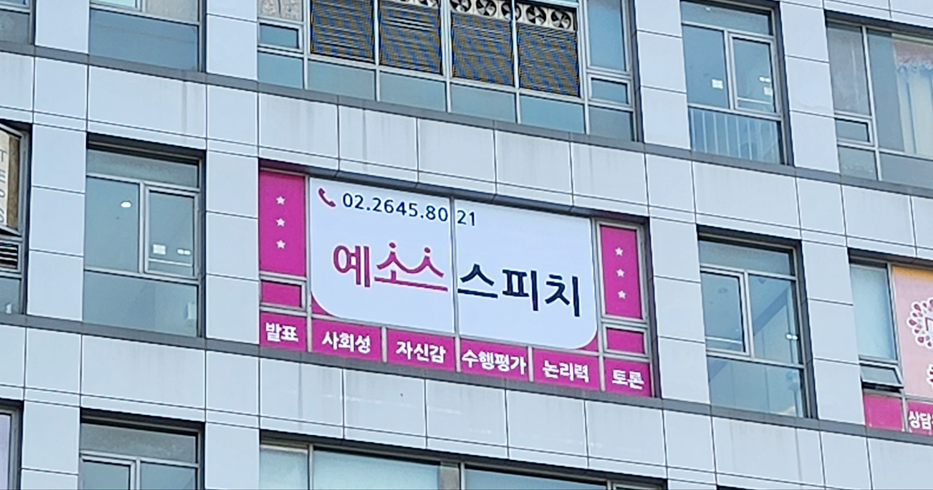 02.2645.8021
예소스 스피치
발표 사회성 자신감 수행평가 논리력 토론
상담